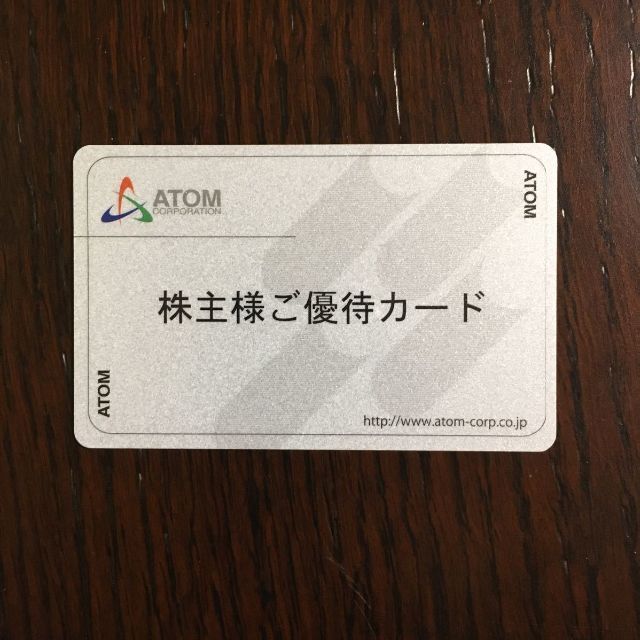 ATOM
CORPORATION
ATOM
株主様ご優待カード
ATOM
http://www.atom-corp.co.jp